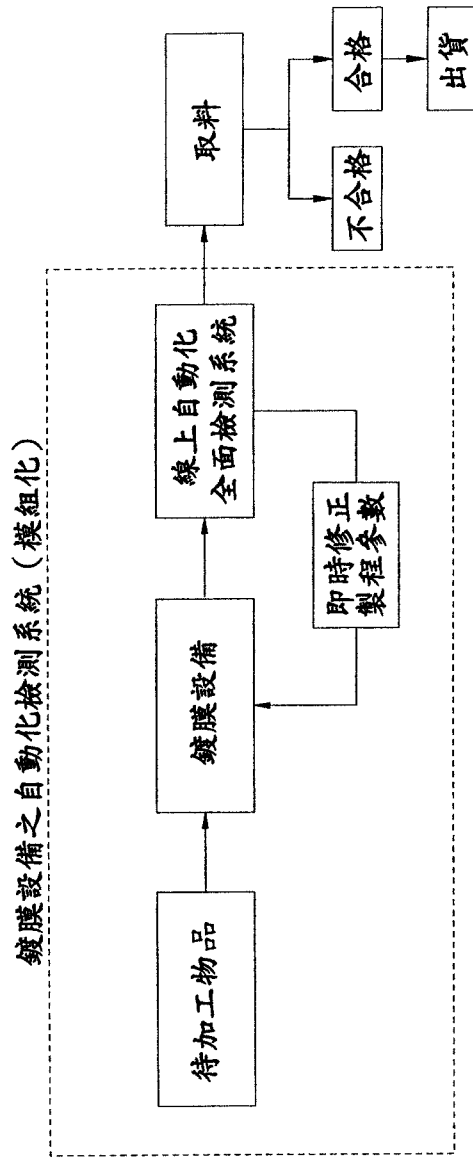 鍍膜設備之自動化檢測系統(模組化)
待加工物品
鍍膜設備
線上自動化
全面檢測系統
即時修正
製程參數
取料
不合格
合格
出貨